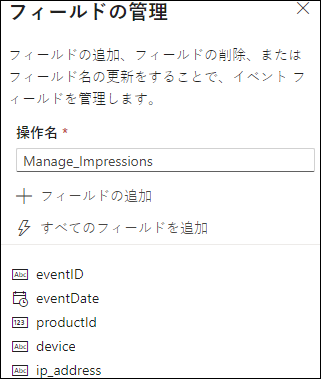 フィールドの管理
フィールドの追加、フィールドの削除、または
フィールド名の更新をすることで、イベント フ
ィールドを管理します。
操作名 *
Manage_Impressions
フィールドの追加
すべてのフィールドを追加
Abc eventID
eventDate
123 productId
Abc device
Abc ip_address